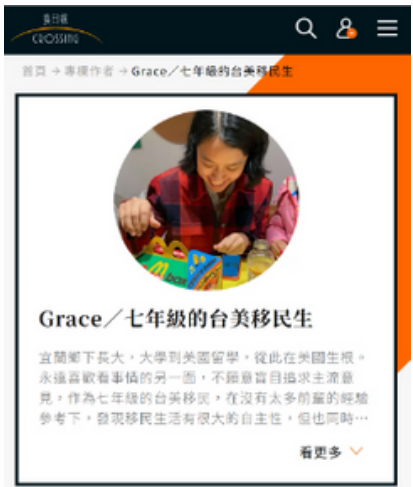 換日線
CROSSING
首頁 → 專欄作者 → Grace／七年級的台美移民生
M
box
Grace／七年級的台美移民生
宜蘭鄉下長大，大學到美國留學，從此在美國生根。
永遠喜歡看事情的另一面，不願意盲目追求主流意
見，作為七年級的台美移民，在沒有太多前輩的經驗
參考下，發現移民生活有很大的自主性，但也同時…
看更多